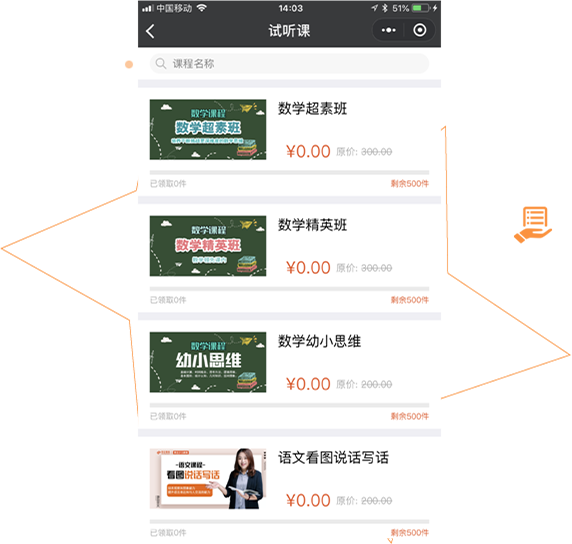 中国移动
14:03
51%
试听课
课程名称
数学课程
数学超素班
数学超素班
¥0.00 原价: 300.00
已领取0件
剩余500件
数学课程
数学精英班
数学精英班
¥0.00 原价: 300.00
已领取0件
剩余500件
数学课程
幼小思维
数学幼小思维
¥0.00 原价: 200.00
已领取0件
剩余500件
-语文课程-
看图说话写话
语文看图说话写话
¥0.00 原价: 200.00
已领取0件
剩余500件